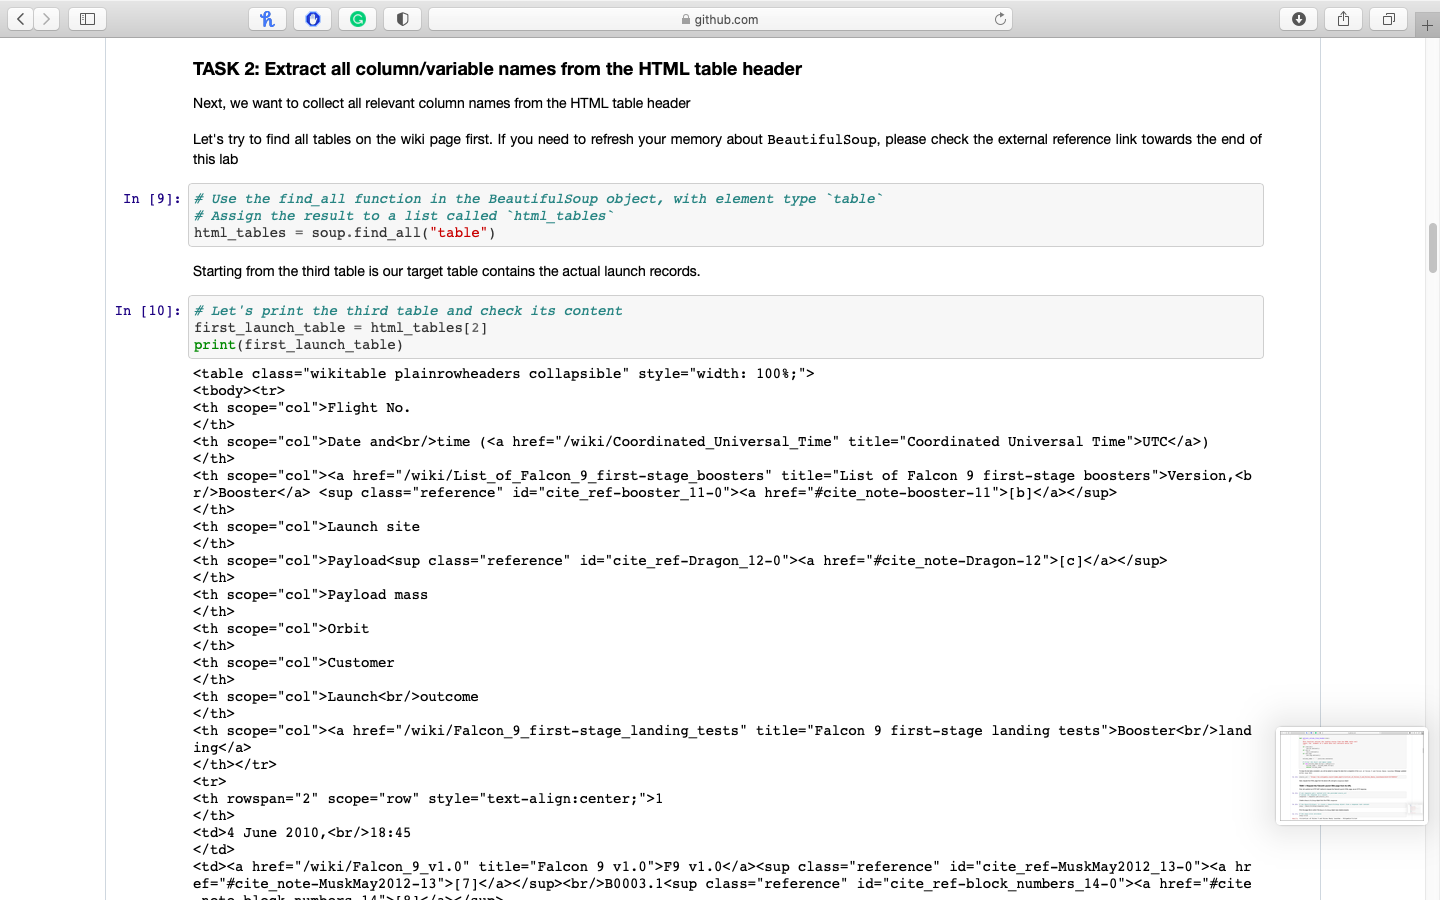 github.com
TASK 2: Extract all column/variable names from the HTML table header
Next, we want to collect all relevant column names from the HTML table header
Let's try to find all tables on the wiki page first. If you need to refresh your memory about BeautifulSoup, please check the external reference link towards the end of
this lab
In [9]:
# Use the find_all function in the BeautifulSoup object, with element type `table`
# Assign the result to a list called `html_tables`
html_tables = soup.find_all("table")
Starting from the third table is our target table contains the actual launch records.
In [10]:
# Let's print the third table and check its content
first_launch_table = html_tables[2]
print(first_launch_table)
<table class="wikitable plainrowheaders collapsible" style="width: 100%;">
<tbody><tr>
<th scope="col">Flight No.
</th>
<th scope="col">Date and<br/>time (<a href="/wiki/Coordinated_Universal_Time" title="Coordinated Universal Time">UTC</a>)
</th>
<th scope="col"><a href="/wiki/List_of_Falcon_9_first-stage_boosters" title="List of Falcon 9 first-stage boosters">Version,<b
r/>Booster</a> <sup class="reference" id="cite_ref-booster_11-0"><a href="#cite_note-booster-11">[b]</a></sup>
</th>
<th scope="col">Launch site
</th>
<th scope="col">Payload<sup class="reference" id="cite_ref-Dragon_12-0"><a href="#cite_note-Dragon-12">[c]</a></sup>
</th>
<th scope="col">Payload mass
</th>
<th scope="col">Orbit
</th>
<th scope="col">Customer
</th>
<th scope="col">Launch<br/>outcome
</th>
<th scope="col"><a href="/wiki/Falcon_9_first-stage_landing_tests" title="Falcon 9 first-stage landing tests">Booster<br/>land
ing</a>
</th></tr>
<tr>
<th rowspan="2" scope="row" style="text-align:center;">1
</th>
<td>4 June 2010,<br/>18:45
</td>
<td><a href="/wiki/Falcon_9_v1.0" title="Falcon 9 v1.0">F9 v1.0</a><sup class="reference" id="cite_ref-MuskMay2012_13-0"><a hr
ef="#cite_note-MuskMay2012-13">[7]</a></sup><br/>B0003.1<sup class="reference" id="cite_ref-block_numbers_14-0"><a href="#cite